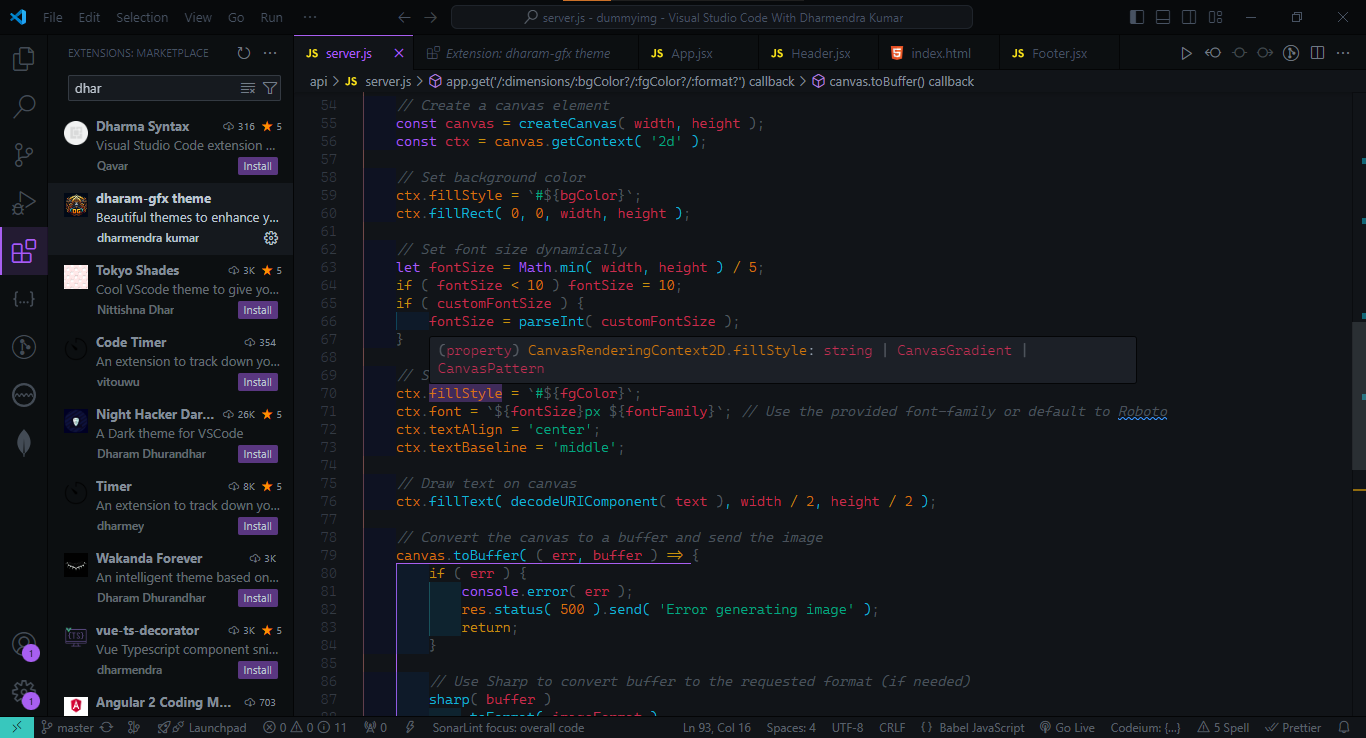 File Edit Selection View Go Run ···
server.js - dummyimg - Visual Studio Code With Dharmendra Kumar
EXTENSIONS: MARKETPLACE
dhar
Dharma Syntax 316 5
Visual Studio Code extension ...
Qavar Install
dharam-gfx theme
Beautiful themes to enhance y...
dharmendra kumar
Tokyo Shades 3K 5
Cool VScode theme to give yo...
Nittishna Dhar Install
Code Timer 354
An extension to track down yo...
vitouwu Install
Night Hacker Dar... 26K 5
A Dark theme for VSCode
Dharam Dhurandhar Install
Timer 8K 5
An extension to track down yo...
dharmey Install
Wakanda Forever 3K
An intelligent theme based on...
Dharam Dhurandhar Install
vue-ts-decorator 3K 5
Vue Typescript component sni...
dharmendra Install
Angular 2 Coding M... 703
1
1
JS server.js Extension: dharam-gfx theme JS App.jsx JS Header.jsx index.html JS Footer.jsx
api > JS server.js > app.get('/:dimensions/:bgColor?/:fgColor?/:format?') callback > canvas.toBuffer() callback
54 // Create a canvas element
55 const canvas = createCanvas( width, height );
56 const ctx = canvas.getContext( '2d' );
57
58 // Set background color
59 ctx.fillStyle = `#${bgColor}`;
60 ctx.fillRect( 0, 0, width, height );
61
62 // Set font size dynamically
63 let fontSize = Math.min( width, height ) / 5;
64 if ( fontSize < 10 ) fontSize = 10;
65 if ( customFontSize ) {
66 fontSize = parseInt( customFontSize );
67 }
(property) CanvasRenderingContext2D.fillStyle: string | CanvasGradient |
CanvasPattern
68
69 // S
70 ctx.fillStyle = `#${fgColor}`;
71 ctx.font = `${fontSize}px ${fontFamily}`; // Use the provided font-family or default to Roboto
72 ctx.textAlign = 'center';
73 ctx.textBaseline = 'middle';
74
75 // Draw text on canvas
76 ctx.fillText( decodeURIComponent( text ), width / 2, height / 2 );
77
78 // Convert the canvas to a buffer and send the image
79 canvas.toBuffer( ( err, buffer ) => {
80 if ( err ) {
81 console.error( err );
82 res.status( 500 ).send( 'Error generating image' );
83 return;
84 }
85
86 // Use Sharp to convert buffer to the requested format (if needed)
87 sharp( buffer )
master Launchpad 0 0 11 0 SonarLint focus: overall code Ln 93, Col 16 Spaces: 4 UTF-8 CRLF {} Babel JavaScript Go Live Codeium: {...} 5 Spell Prettier